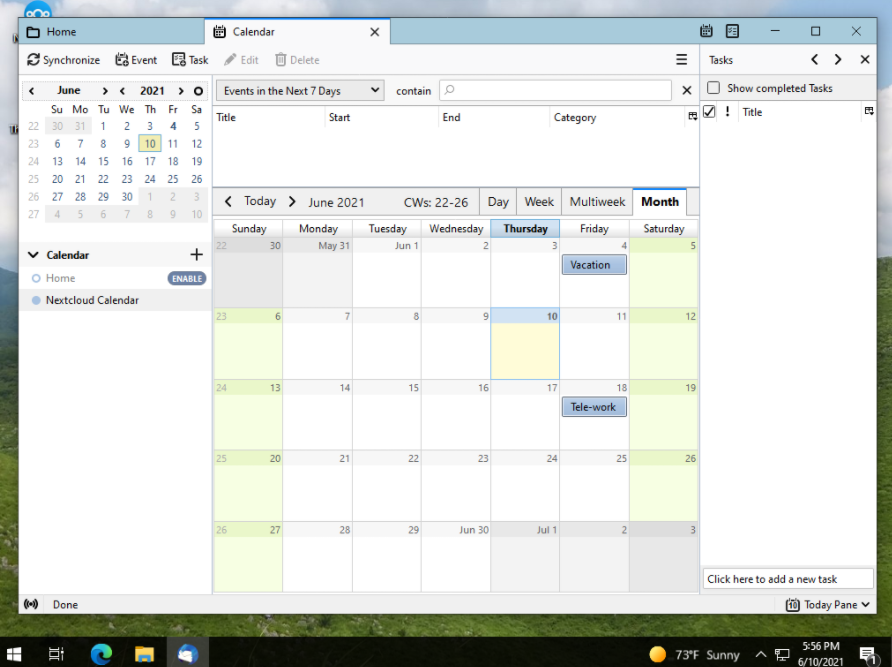 Home
Calendar
Synchronize Event Task Edit Delete
Tasks
June 2021
Su Mo Tu We Th Fr Sa
22 30 31 1 2 3 4 5
23 6 7 8 9 10 11 12
24 13 14 15 16 17 18 19
25 20 21 22 23 24 25 26
26 27 28 29 30 1 2 3
27 4 5 6 7 8 9 10
Calendar
Home ENABLE
Nextcloud Calendar
Events in the Next 7 Days contain
Title Start End Category
Today June 2021 CWs: 22-26 Day Week Multiweek Month
Sunday Monday Tuesday Wednesday Thursday Friday Saturday
22 30 May 31 Jun 1 2 3 4 5
Vacation
23 6 7 8 9 10 11 12
24 13 14 15 16 17 18 19
Tele-work
25 20 21 22 23 24 25 26
26 27 28 29 Jun 30 Jul 1 2 3
Show completed Tasks
! Title
Click here to add a new task
Done
10 Today Pane
73°F Sunny
5:56 PM
6/10/2021
1